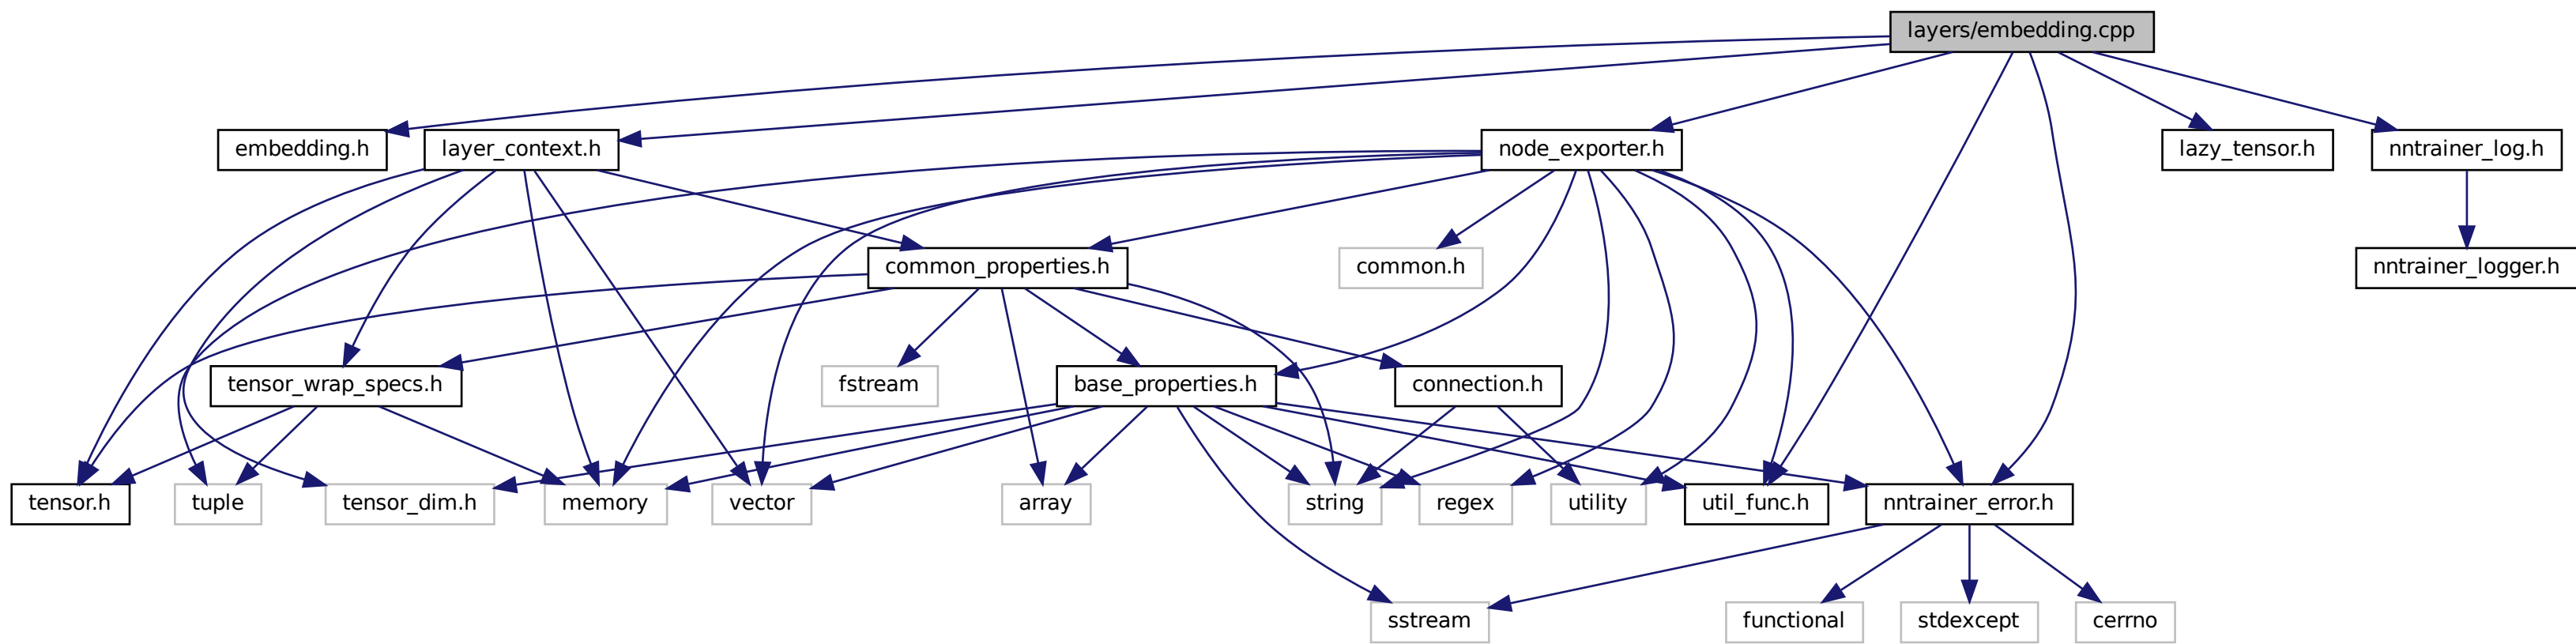 layers/embedding.cpp
embedding.h
layer_context.h
node_exporter.h
lazy_tensor.h
nntrainer_log.h
common_properties.h
common.h
nntrainer_logger.h
tensor_wrap_specs.h
fstream
base_properties.h
connection.h
tensor.h
tuple
tensor_dim.h
memory
vector
array
string
regex
utility
util_func.h
nntrainer_error.h
sstream
functional
stdexcept
cerrno